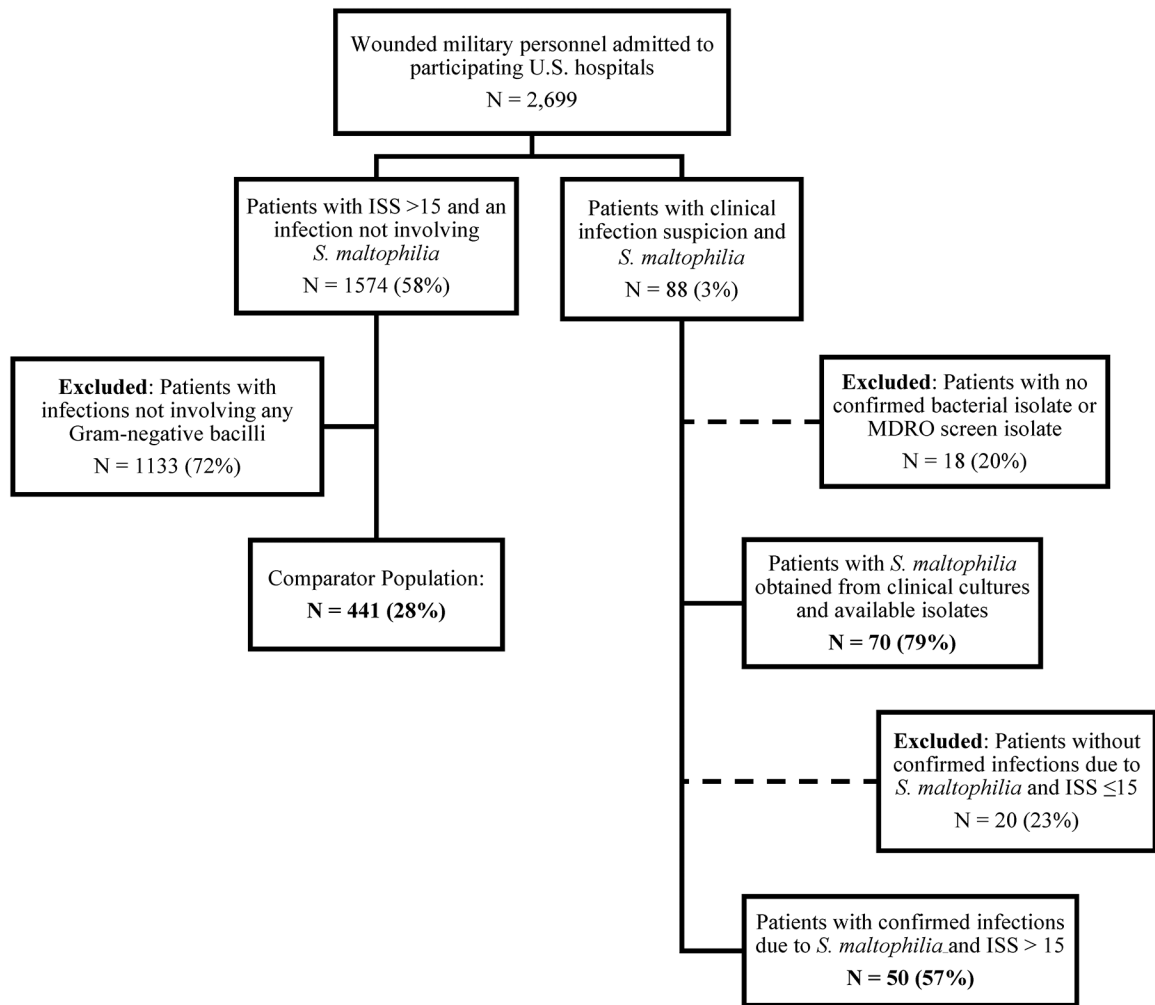 Wounded military personnel admitted to
participating U.S. hospitals
N = 2,699
Patients with ISS >15 and an
infection not involving
S. maltophilia
N = 1574 (58%)
Patients with clinical
infection suspicion and
S. maltophilia
N = 88 (3%)
Excluded: Patients with
infections not involving any
Gram-negative bacilli
N = 1133 (72%)
Excluded: Patients with no
confirmed bacterial isolate or
MDRO screen isolate
N = 18 (20%)
Comparator Population:
N = 441 (28%)
Patients with S. maltophilia
obtained from clinical cultures
and available isolates
N = 70 (79%)
Excluded: Patients without
confirmed infections due to
S. maltophilia and ISS ≤15
N = 20 (23%)
Patients with confirmed infections
due to S. maltophilia and ISS > 15
N = 50 (57%)